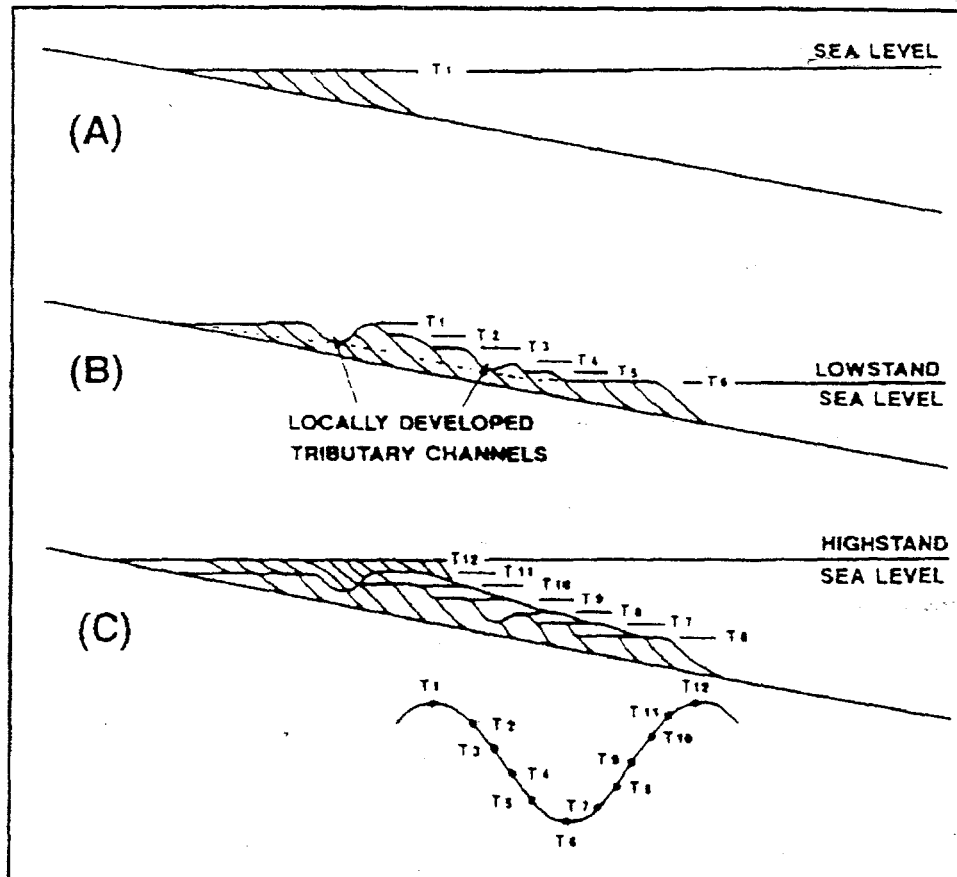 SEA LEVEL
T1
(A)
T1
T2
T3
T4
T5
T6
LOWSTAND
SEA LEVEL
(B)
LOCALLY DEVELOPED
TRIBUTARY CHANNELS
HIGHSTAND
SEA LEVEL
T12
T11
T10
T9
T8
T7
T6
(C)
T1
T12
T2
T11
T3
T10
T4
T9
T5
T8
T7
T6